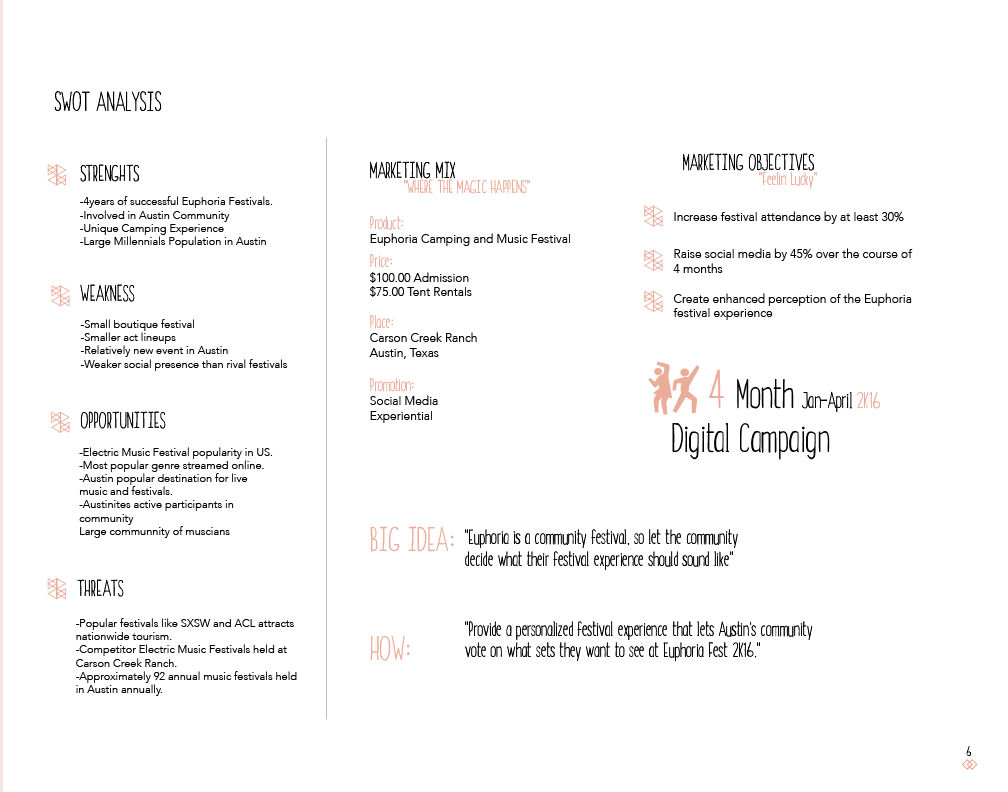 SWOT ANALYSIS
STRENGHTS
-4years of successful Euphoria Festivals.
-Involved in Austin Community
-Unique Camping Experience
-Large Millennials Population in Austin
WEAKNESS
-Small boutique festival
-Smaller act lineups
-Relatively new event in Austin
-Weaker social presence than rival festivals
OPPORTUNITIES
-Electric Music Festival popularity in US.
-Most popular genre streamed online.
-Austin popular destination for live
music and festivals.
-Austinites active participants in
community
Large communnity of muscians
THREATS
-Popular festivals like SXSW and ACL attracts
nationwide tourism.
-Competitor Electric Music Festivals held at
Carson Creek Ranch.
-Approximately 92 annual music festivals held
in Austin annually.
MARKETING MIX
"WHERE THE MAGIC HAPPENS"
Product:
Euphoria Camping and Music Festival
Price:
$100.00 Admission
$75.00 Tent Rentals
Place:
Carson Creek Ranch
Austin, Texas
Promotion:
Social Media
Experiential
MARKETING OBJECTIVES
"Feelin Lucky"
Increase festival attendance by at least 30%
Raise social media by 45% over the course of
4 months
Create enhanced perception of the Euphoria
festival experience
4 Month Jan-April 2K16
Digital Campaign
BIG IDEA: "Euphoria is a community festival, so let the community
decide what their festival experience should sound like"
HOW: "Provide a personalized festival experience that lets Austin's community
vote on what sets they want to see at Euphoria Fest 2K16."
6